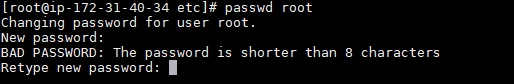 [root@ip-172-31-40-34 etc]# passwd root
Changing password for user root.
New password:
BAD PASSWORD: The password is shorter than 8 characters
Retype new password: